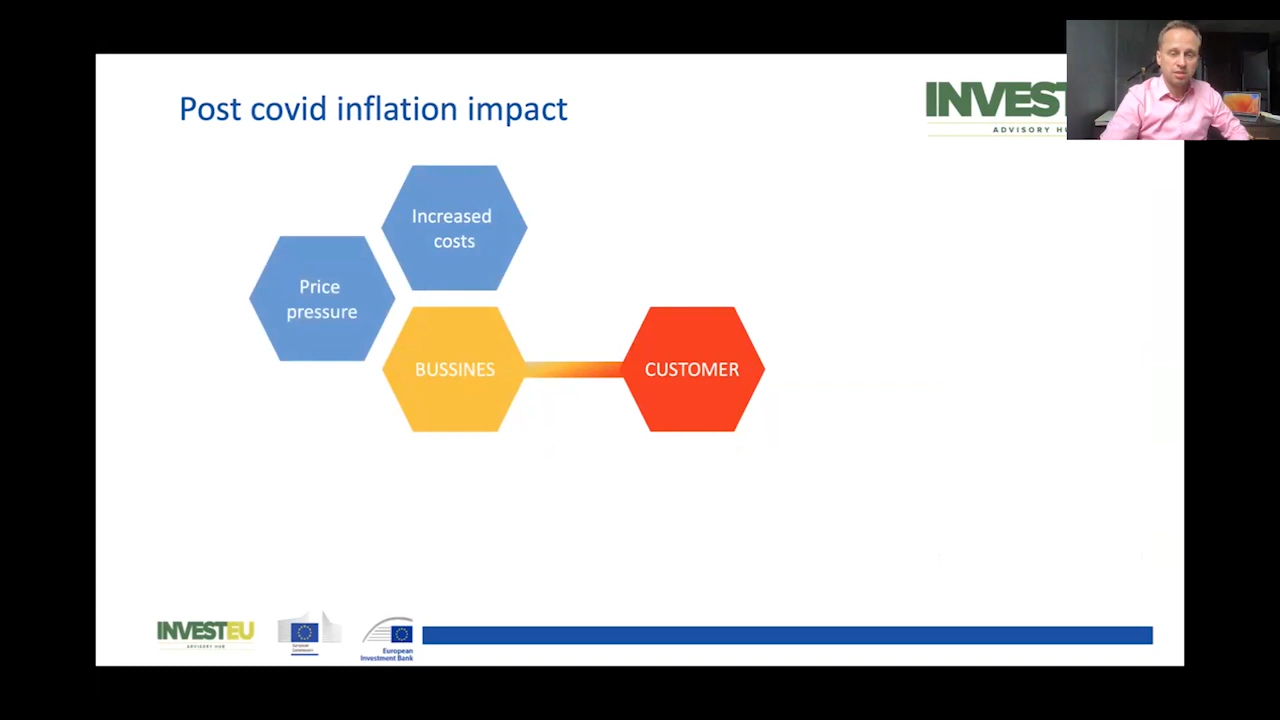 Post covid inflation impact
INVEST
ADVISORY HU
Increased
costs
Price
pressure
BUSSINES
CUSTOMER
INVESTEU
ADVISORY HUB
European
Commission
European
Investment Bank